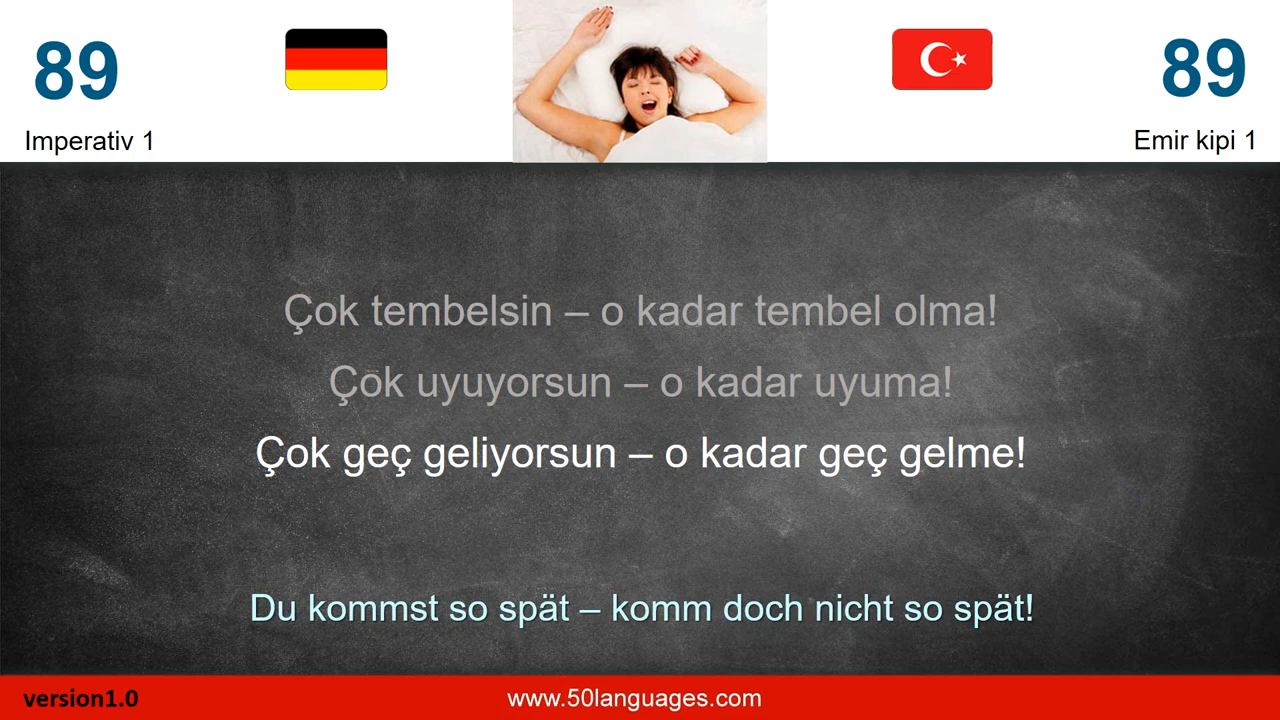 89
89
Imperativ 1
Emir kipi 1
Çok tembelsin – o kadar tembel olma!
Çok uyuyorsun – o kadar uyuma!
Çok geç geliyorsun – o kadar geç gelme!
Du kommst so spät – komm doch nicht so spät!
version1.0
www.50languages.com